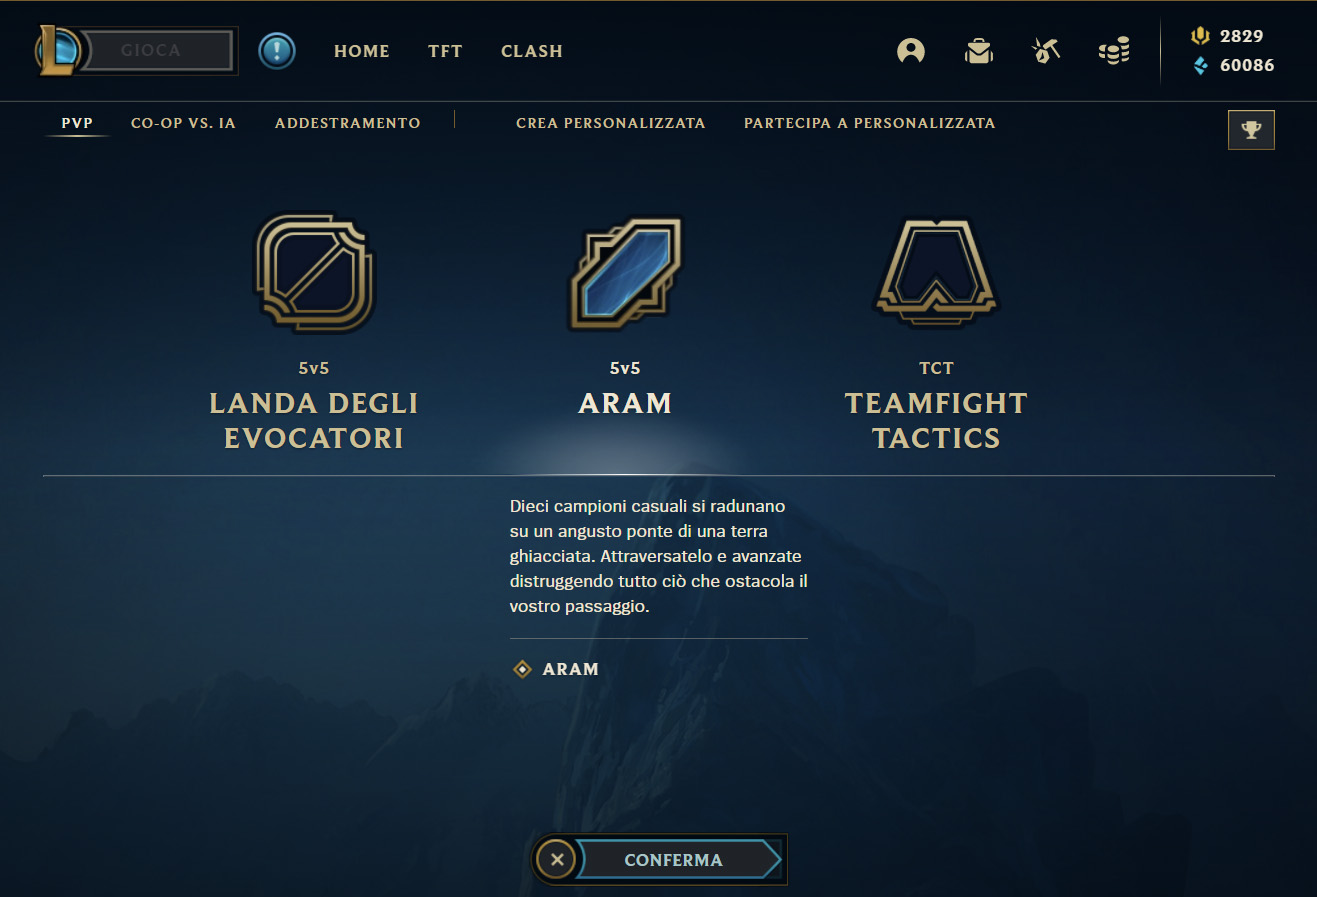 GIOCA
HOME
TFT
CLASH
2829
60086
PVP
CO-OP VS. IA
ADDESTRAMENTO
CREA PERSONALIZZATA
PARTECIPA A PERSONALIZZATA
5v5
LANDA DEGLI
EVOCATORI
5v5
ARAM
TCT
TEAMFIGHT
TACTICS
Dieci campioni casuali si radunano
su un angusto ponte di una terra
ghiacciata. Attraversatelo e avanzate
distruggendo tutto ciò che ostacola il
vostro passaggio.
ARAM
CONFERMA